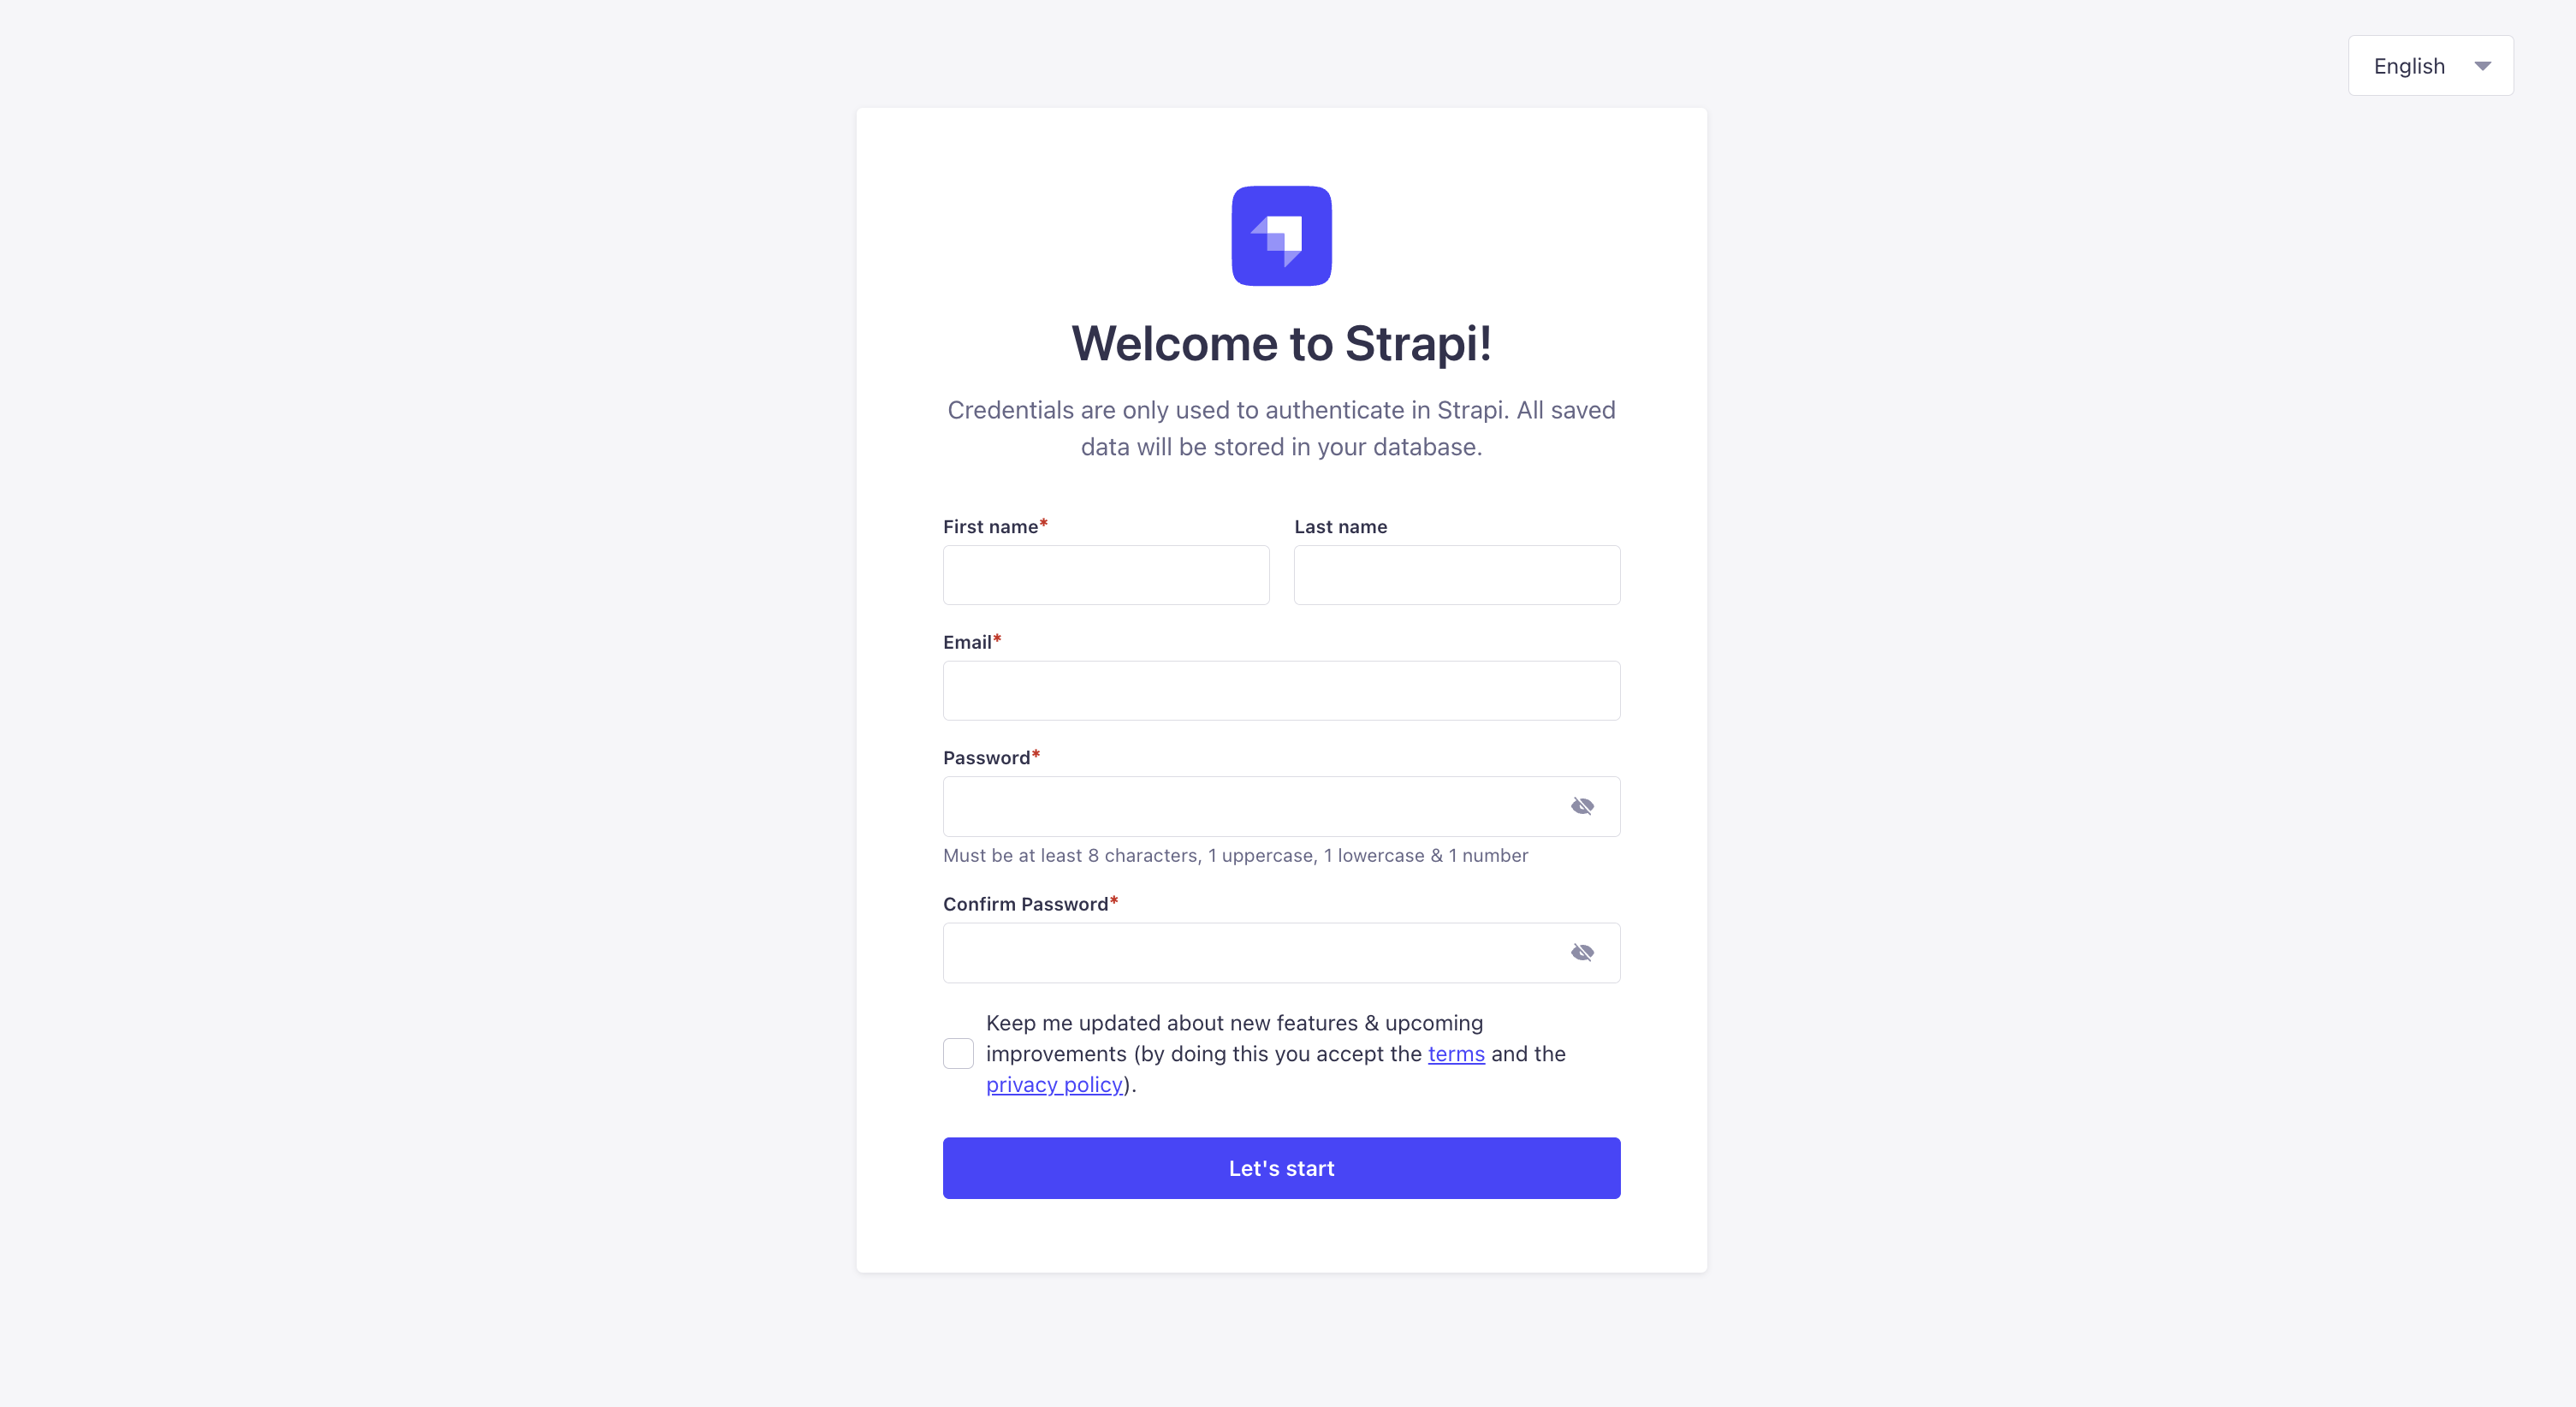 English
Welcome to Strapi!
Credentials are only used to authenticate in Strapi. All saved
data will be stored in your database.
First name*
Last name
Email*
Password*
Must be at least 8 characters, 1 uppercase, 1 lowercase & 1 number
Confirm Password*
Keep me updated about new features & upcoming
improvements (by doing this you accept the terms and the
privacy policy).
Let's start